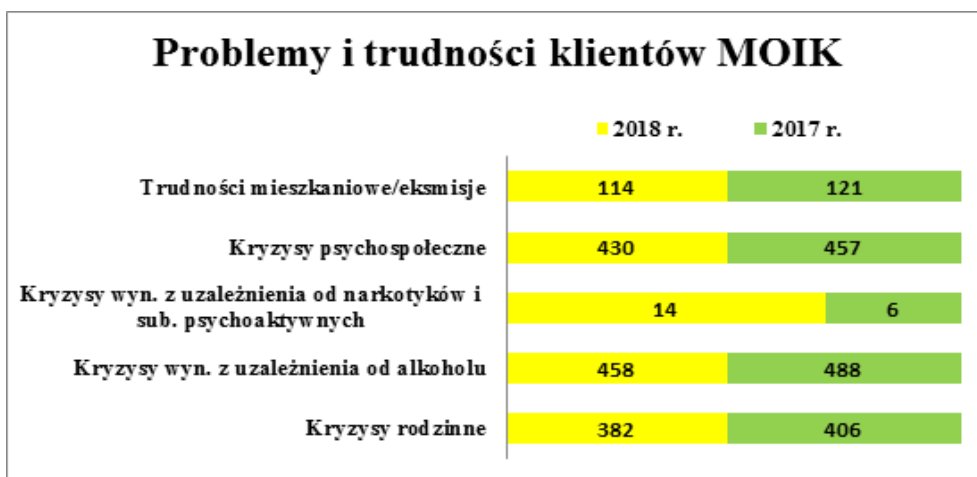 Problemy i trudności klientów MOIK
2018 r. 2017 r.
Trudności mieszkaniowe/eksmisje 114 121
Kryzysy psychospołeczne 430 457
Kryzysy wyn. z uzależnienia od narkotyków i
sub. psychoaktywnych 14 6
Kryzysy wyn. z uzależnienia od alkoholu 458 488
Kryzysy rodzinne 382 406